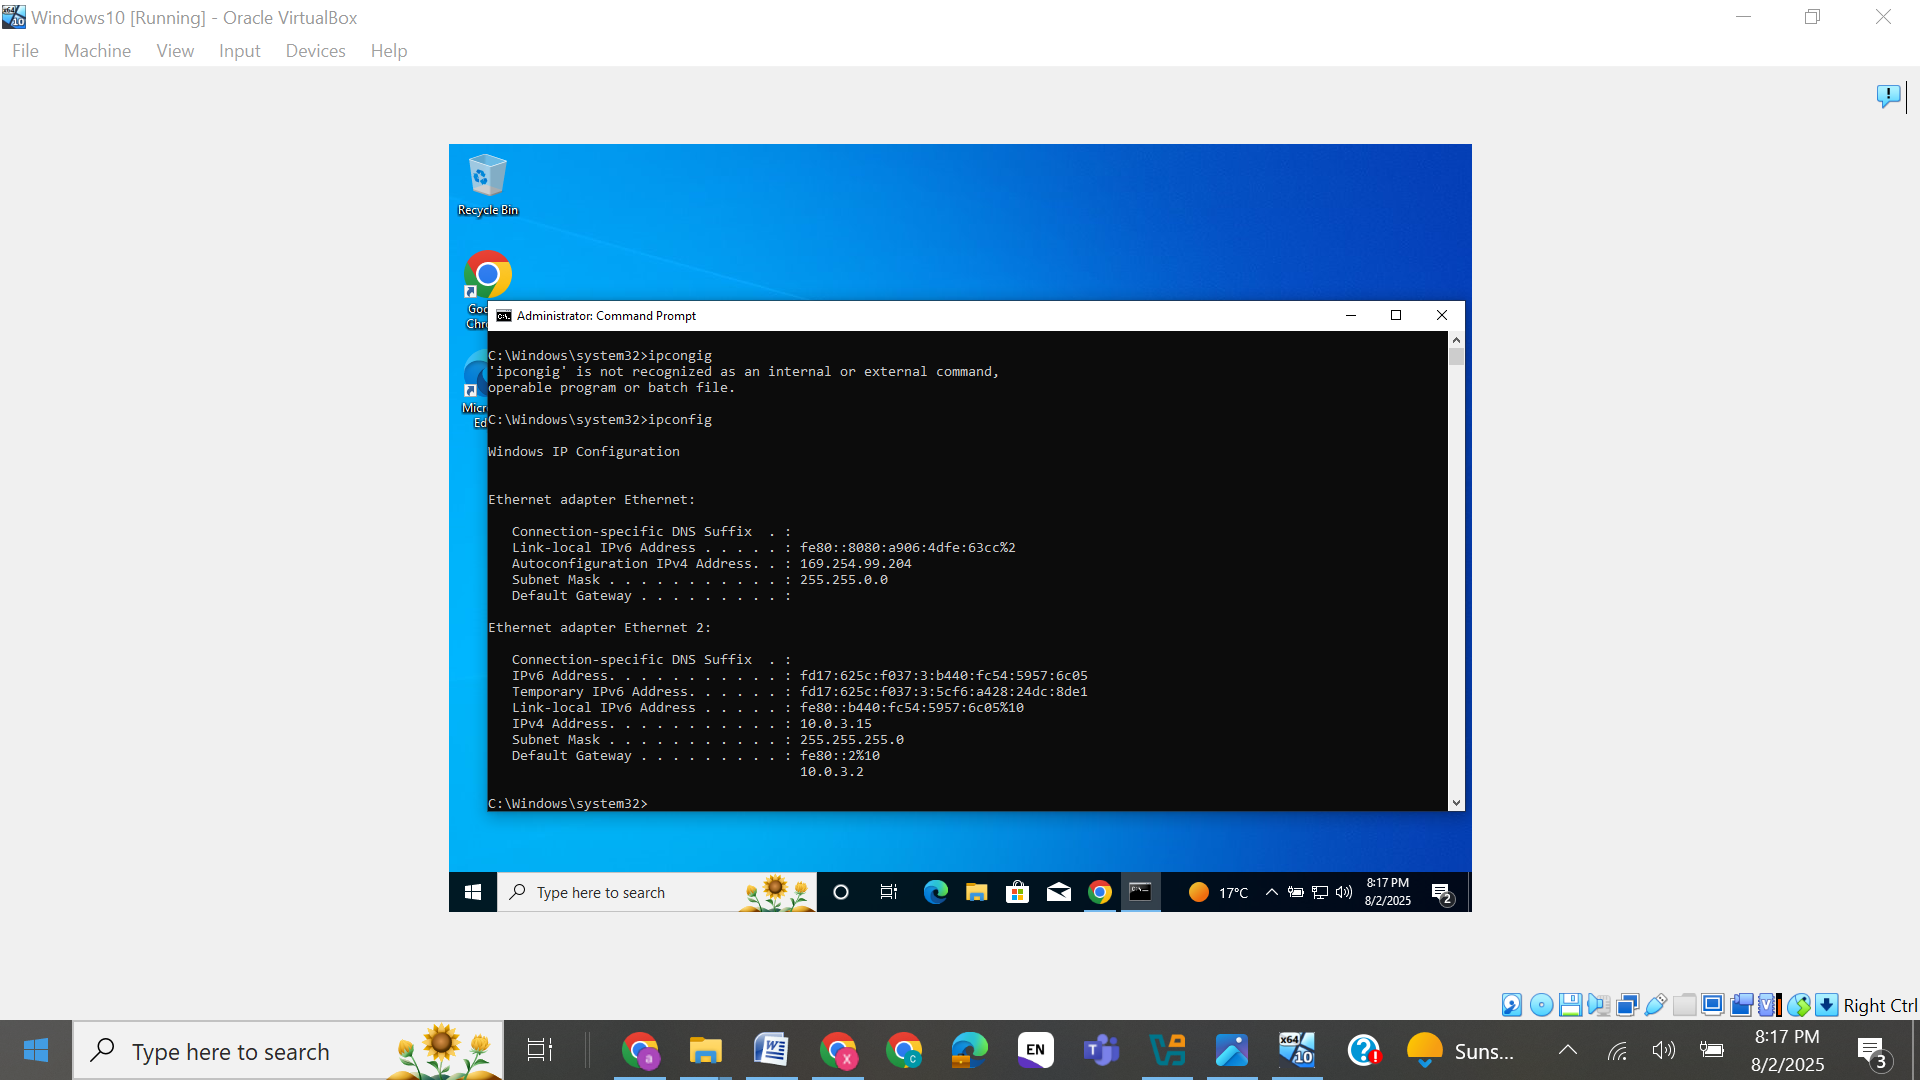 Windows10 [Running] - Oracle VirtualBox
File Machine View Input Devices Help
Recycle Bin
Administrator: Command Prompt
C:\Windows\system32>ipcongig
'ipcongig' is not recognized as an internal or external command,
operable program or batch file.
C:\Windows\system32>ipconfig
Windows IP Configuration
Ethernet adapter Ethernet:
Connection-specific DNS Suffix . :
Link-local IPv6 Address . . . . . : fe80::8080:a906:4dfe:63cc%2
Autoconfiguration IPv4 Address. . : 169.254.99.204
Subnet Mask . . . . . . . . . . . : 255.255.0.0
Default Gateway . . . . . . . . . :
Ethernet adapter Ethernet 2:
Connection-specific DNS Suffix . :
IPv6 Address. . . . . . . . . . . : fd17:625c:f037:3:b440:fc54:5957:6c05
Temporary IPv6 Address. . . . . . : fd17:625c:f037:3:5cf6:a428:24dc:8de1
Link-local IPv6 Address . . . . . : fe80::b440:fc54:5957:6c05%10
IPv4 Address. . . . . . . . . . . : 10.0.3.15
Subnet Mask . . . . . . . . . . . : 255.255.255.0
Default Gateway . . . . . . . . . : fe80::2%10
10.0.3.2
C:\Windows\system32>
Type here to search
17°C
8:17 PM
8/2/2025
2
Right Ctrl
Type here to search
EN
x64
10
Suns...
8:17 PM
8/2/2025
3